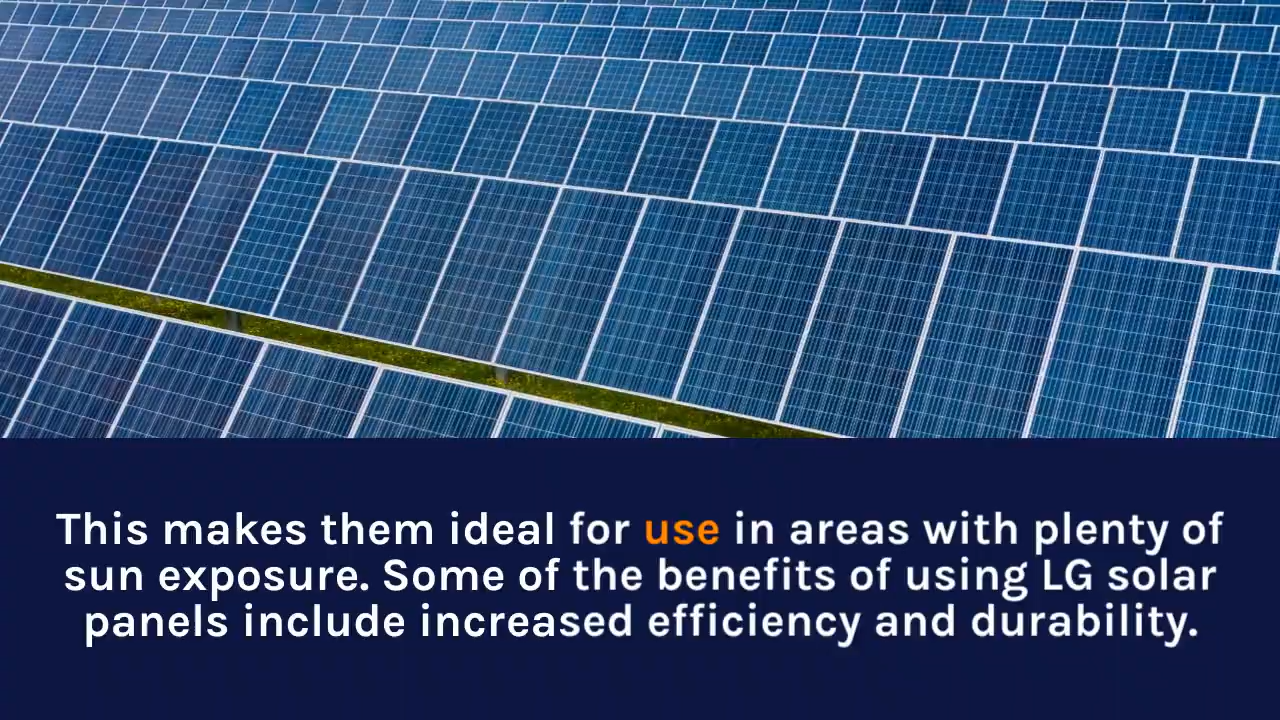 This makes them ideal for use in areas with plenty of
sun exposure. Some of the benefits of using LG solar
panels include increased efficiency and durability.